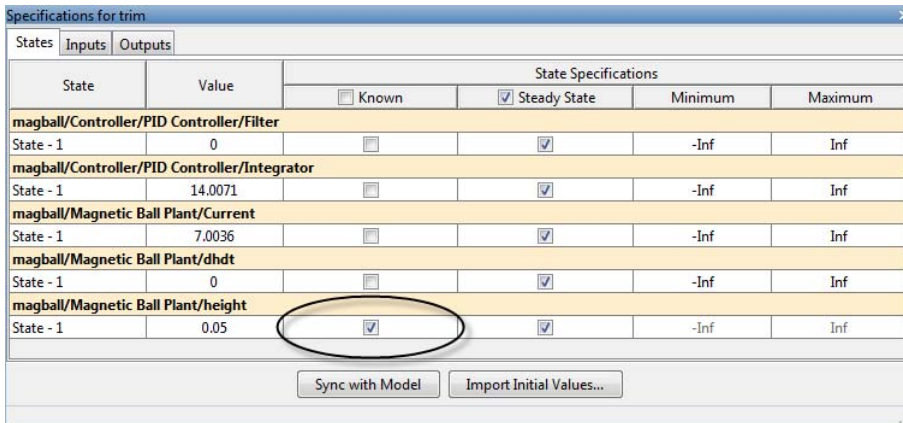 Specifications for trim
States Inputs Outputs
State Value State Specifications
Known Steady State Minimum Maximum
magball/Controller/PID Controller/Filter
State - 1 0 -Inf Inf
magball/Controller/PID Controller/Integrator
State - 1 14.0071 -Inf Inf
magball/Magnetic Ball Plant/Current
State - 1 7.0036 -Inf Inf
magball/Magnetic Ball Plant/dhdt
State - 1 0 -Inf Inf
magball/Magnetic Ball Plant/height
State - 1 0.05 -Inf Inf
Sync with Model Import Initial Values...